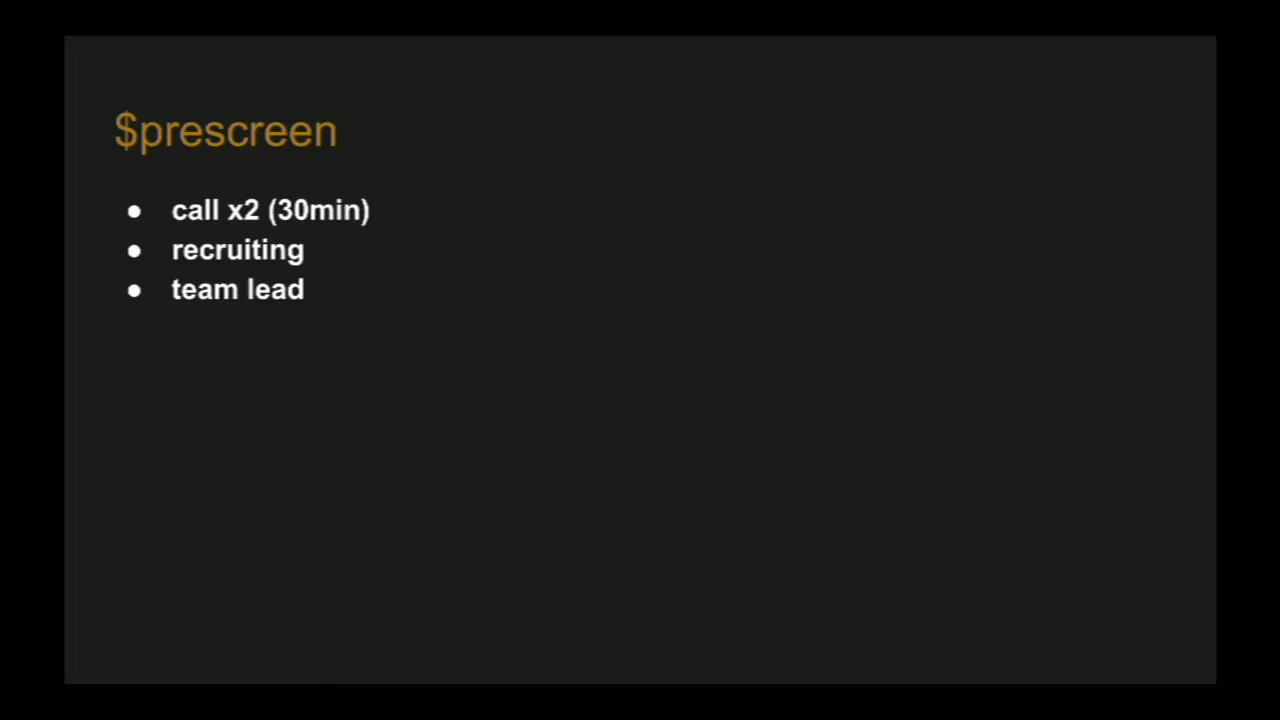 $prescreen
● call x2 (30min)
● recruiting
● team lead